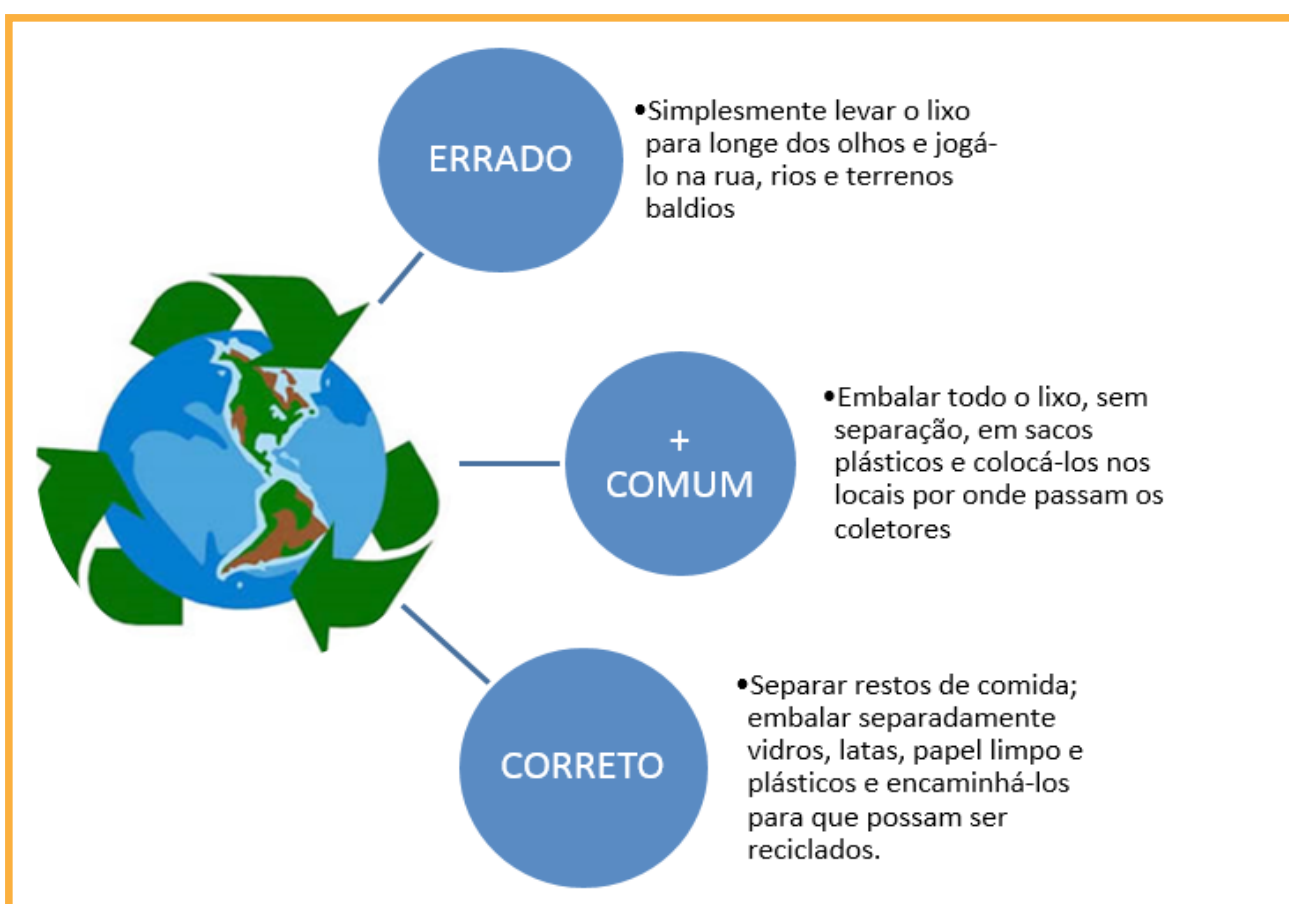 ERRADO
•Simplesmente levar o lixo
para longe dos olhos e jogá-
lo na rua, rios e terrenos
baldios
+
COMUM
•Embalar todo o lixo, sem
separação, em sacos
plásticos e colocá-los nos
locais por onde passam os
coletores
CORRETO
•Separar restos de comida;
embalar separadamente
vidros, latas, papel limpo e
plásticos e encaminhá-los
para que possam ser
reciclados.